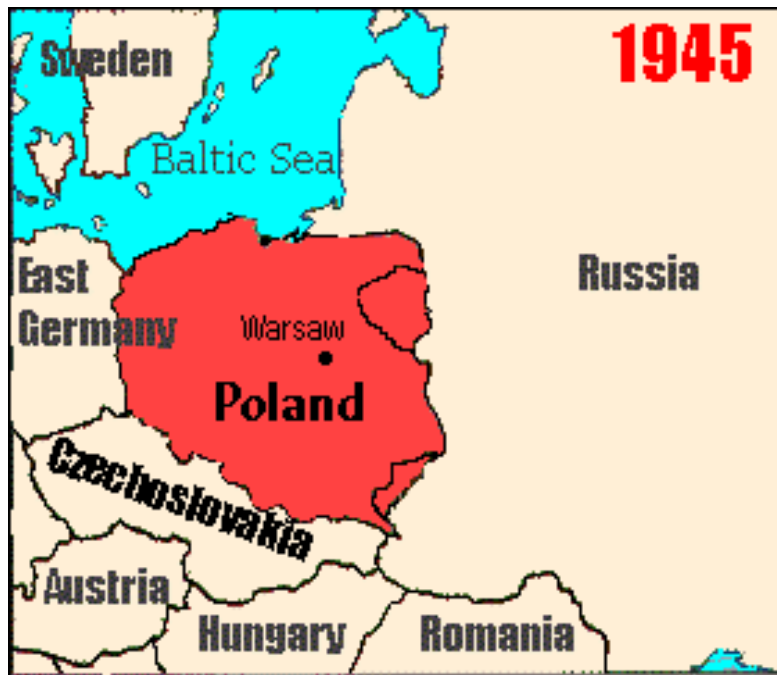 1945
Sweden
Baltic Sea
East
Germany
Russia
Warsaw
Poland
Czechoslovakia
Austria
Hungary
Romania